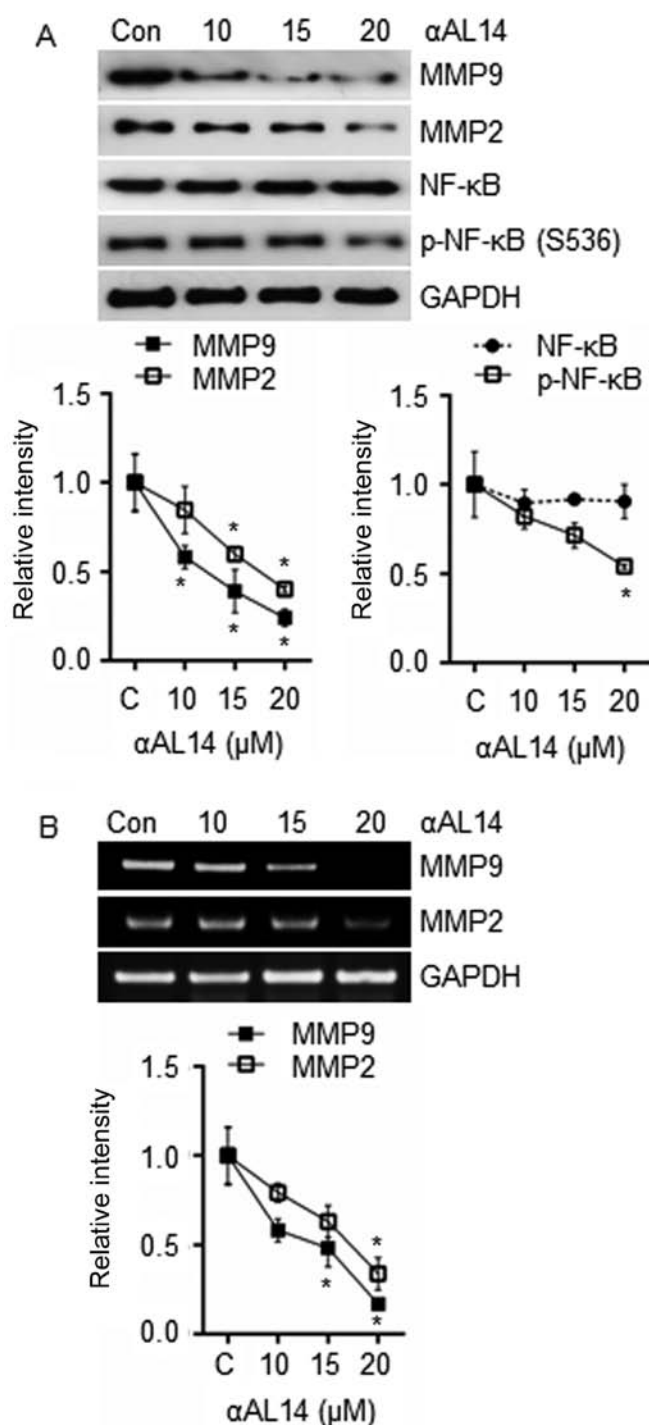 A
Con 10 15 20 αAL14
MMP9
MMP2
NF-κB
p-NF-κB (S536)
GAPDH
MMP9
MMP2
1.5
1.0
0.5
0.0
Relative intensity
*
*
*
*
*
C 10 15 20
αAL14 (μM)
NF-κB
p-NF-κB
1.5
1.0
0.5
0.0
Relative intensity
*
C 10 15 20
αAL14 (μM)
B
Con 10 15 20 αAL14
MMP9
MMP2
GAPDH
MMP9
MMP2
1.5
1.0
0.5
0.0
Relative intensity
*
*
*
C 10 15 20
αAL14 (μM)